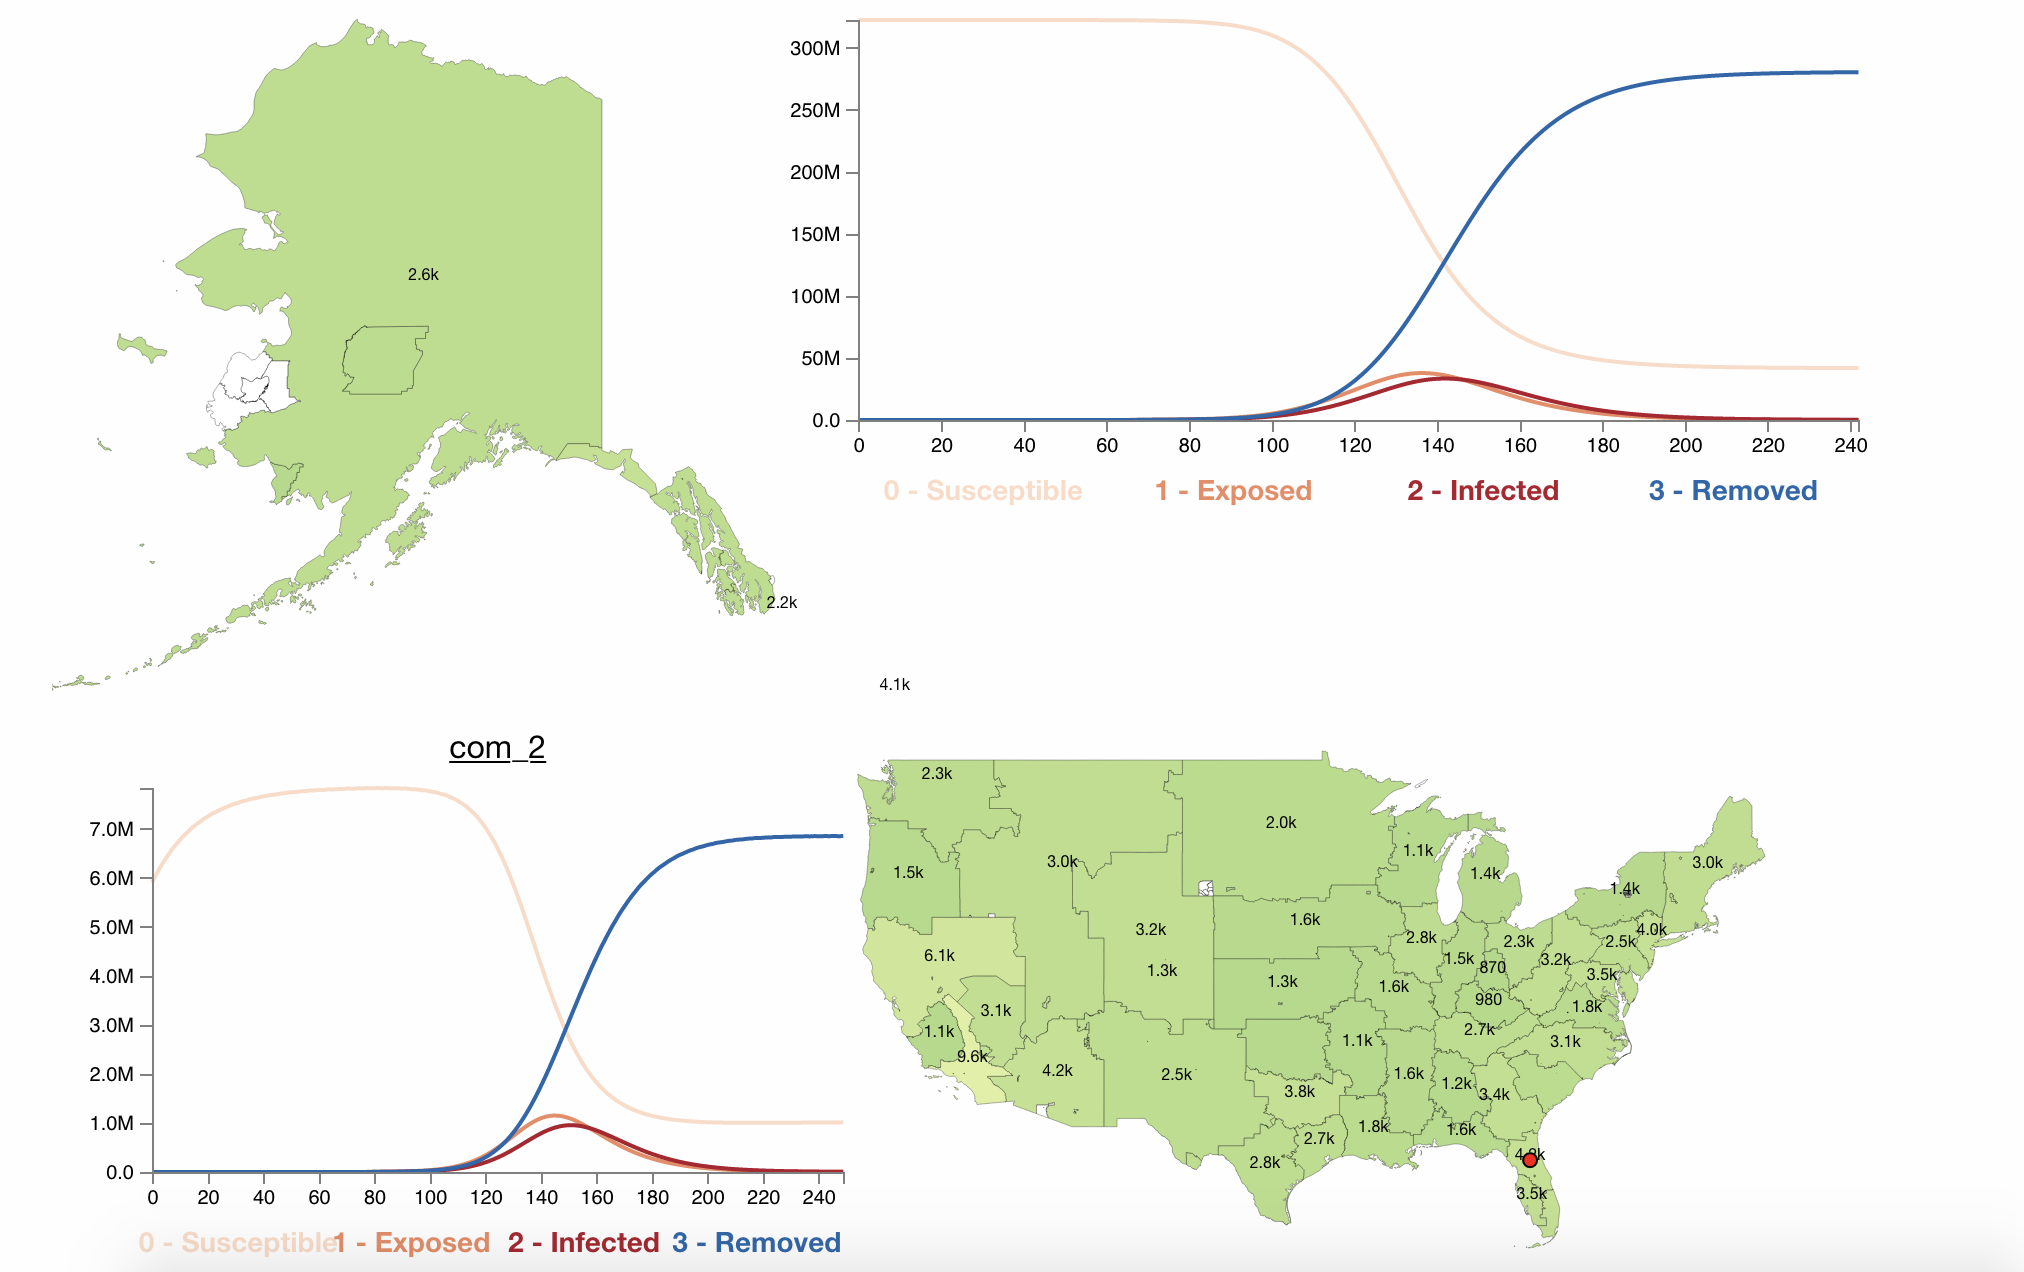 300M
250M
200M
150M
100M
50M
0.0
0 20 40 60 80 100 120 140 160 180 200 220 240
0 - Susceptible 1 - Exposed 2 - Infected 3 - Removed
2.6k
2.2k
4.1k
com_2
7.0M
6.0M
5.0M
4.0M
3.0M
2.0M
1.0M
0.0
0 20 40 60 80 100 120 140 160 180 200 220 240
0 - Susceptible 1 - Exposed 2 - Infected 3 - Removed
2.3k
2.0k
1.1k
3.0k
3.0k
1.5k
1.4k
1.4k
1.6k
3.2k
4.0k
2.8k
2.3k
2.5k
6.1k
1.5k
3.2k
1.3k
870
3.5k
1.3k
1.6k
980
1.8k
3.1k
1.1k
2.7k
1.1k
3.1k
9.6k
4.2k
2.5k
1.6k
1.2k
3.8k
3.4k
1.8k
1.6k
2.7k
2.8k
3.5k